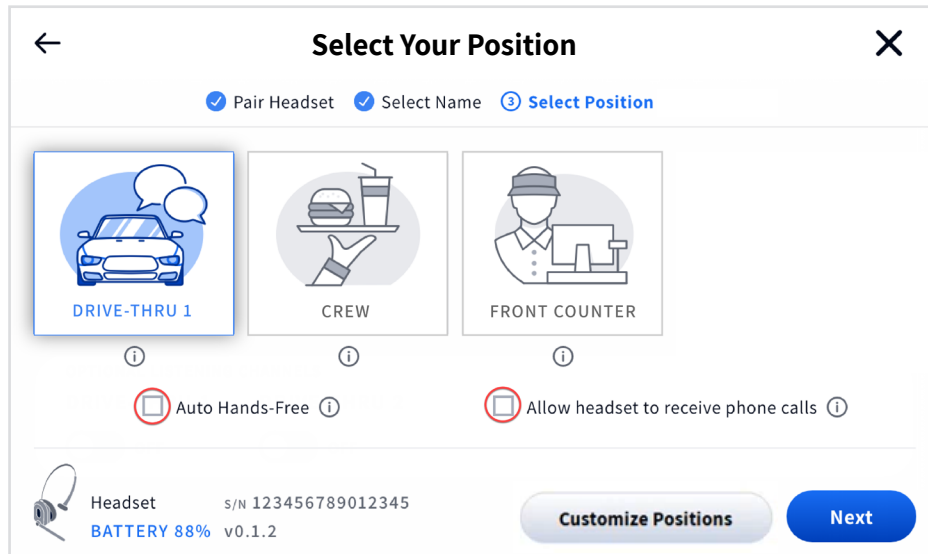 Select Your Position
Pair Headset Select Name 3 Select Position
DRIVE-THRU 1 CREW FRONT COUNTER
Auto Hands-Free Allow headset to receive phone calls
Headset S/N 123456789012345
BATTERY 88% v0.1.2
Customize Positions Next